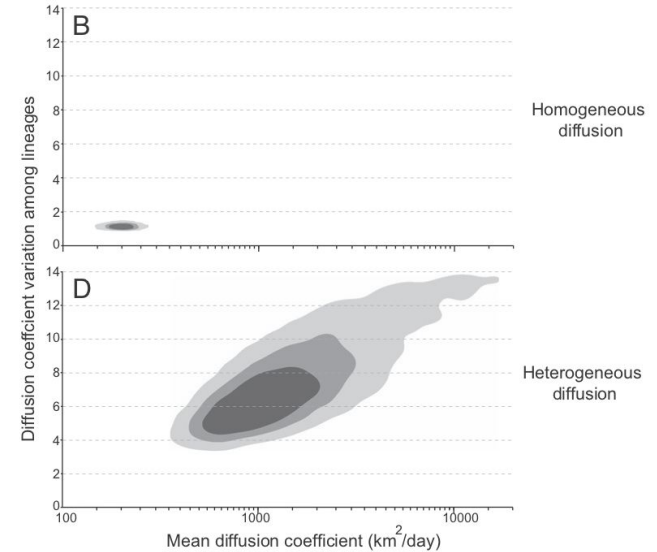 B
14
12
10
8
6
4
2
0
Homogeneous
diffusion
Diffusion coeffcient variation among lineages
D
14
12
10
8
6
4
2
0
Heterogeneous
diffusion
100
1000
10000
Mean diffusion coefficient (km2/day)